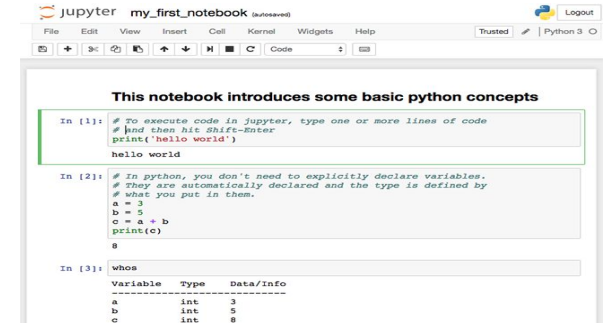 jupyter my_first_notebook (autosaved) Logout
File Edit View Insert Cell Kernel Widgets Help Trusted Python 3
Code
This notebook introduces some basic python concepts
In [1]: # To execute code in jupyter, type one or more lines of code
# and then hit Shift-Enter
print('hello world')
hello world
In [2]: # In python, you don't need to explicitly declare variables.
# They are automatically declared and the type is defined by
# what you put in them.
a = 3
b = 5
c = a + b
print(c)
8
In [3]: whos
Variable Type Data/Info
------------------------------
a int 3
b int 5
c int 8